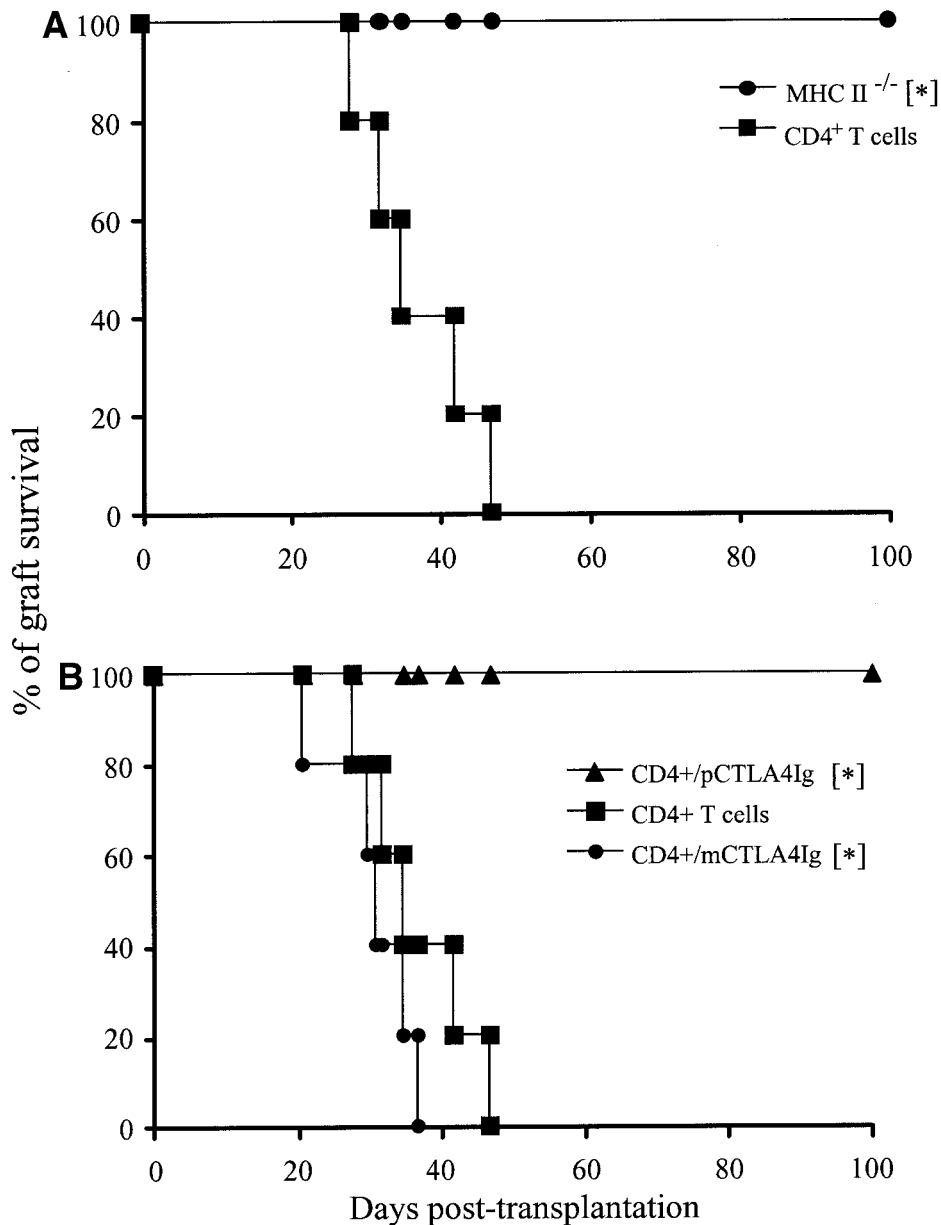 A
100
80
60
40
20
0
0 20 40 60 80 100
MHC II -/- [*]
CD4+ T cells
% of graft survival
B
100
80
60
40
20
0
0 20 40 60 80 100
CD4+/pCTLA4Ig [*]
CD4+ T cells
CD4+/mCTLA4Ig [*]
Days post-transplantation